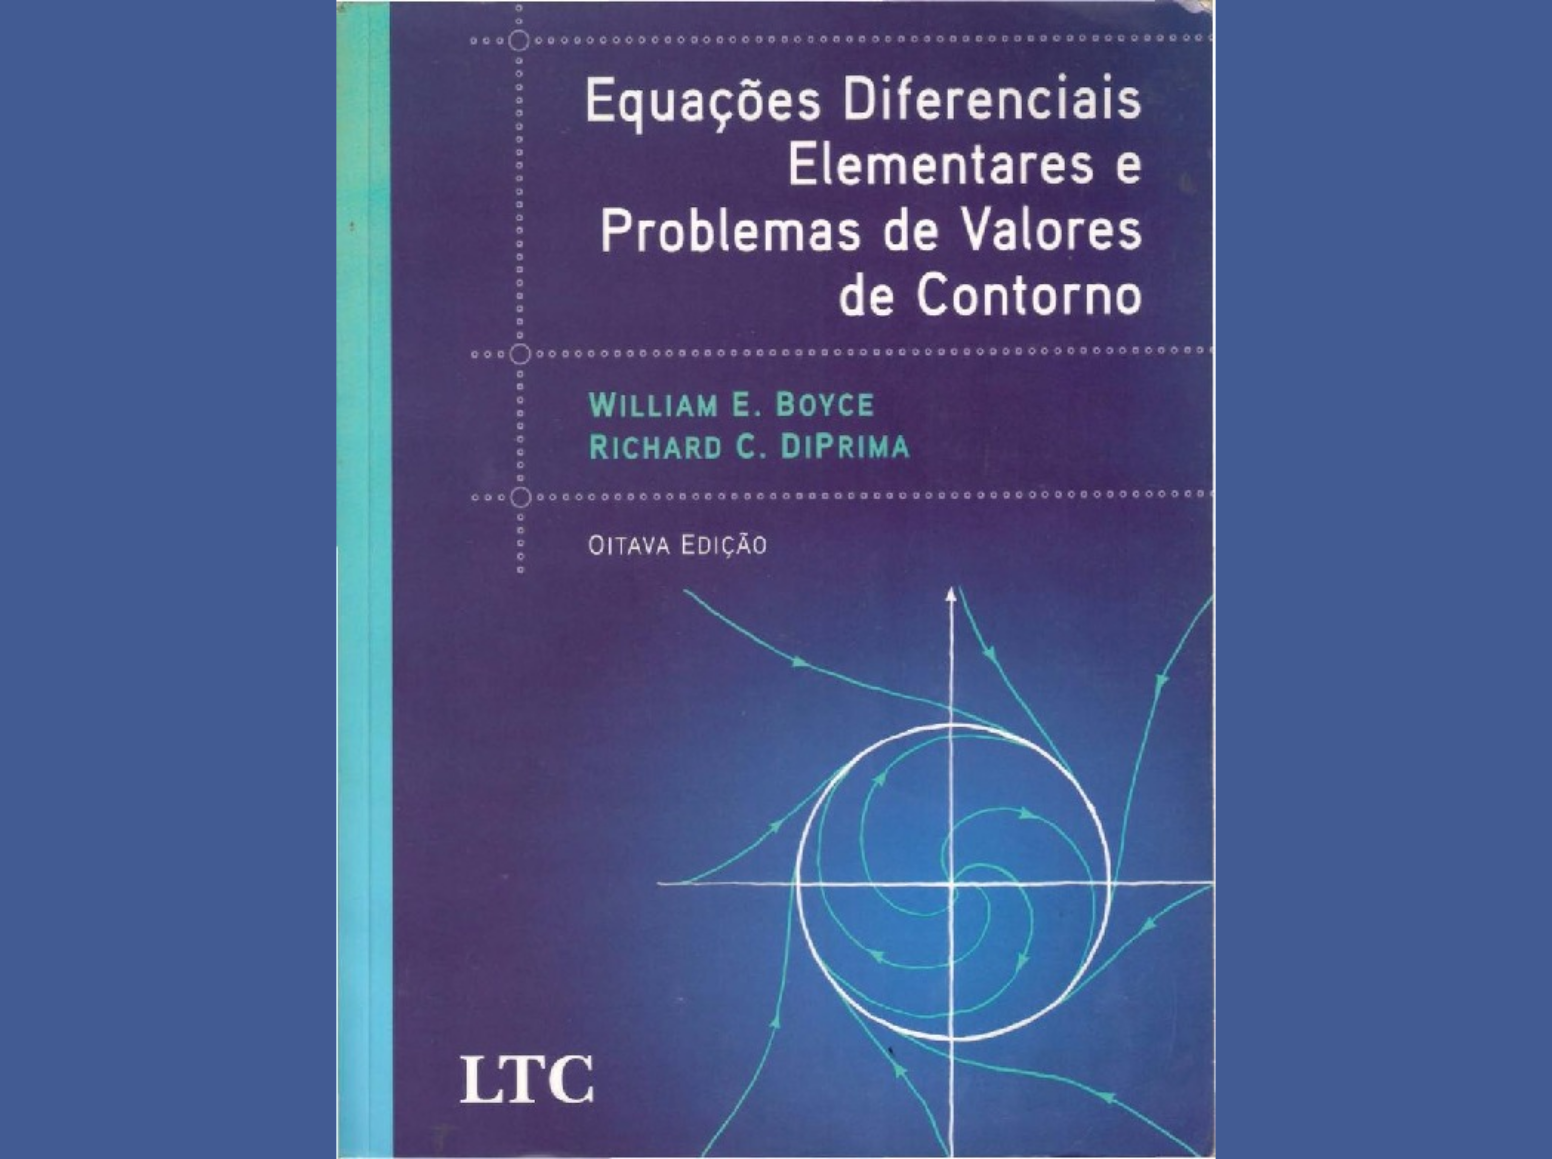 Equações Diferenciais
Elementares e
Problemas de Valores
de Contorno
WILLIAM E. BOYCE
RICHARD C. DIPRIMA
OITAVA EDIÇÃO
LTC